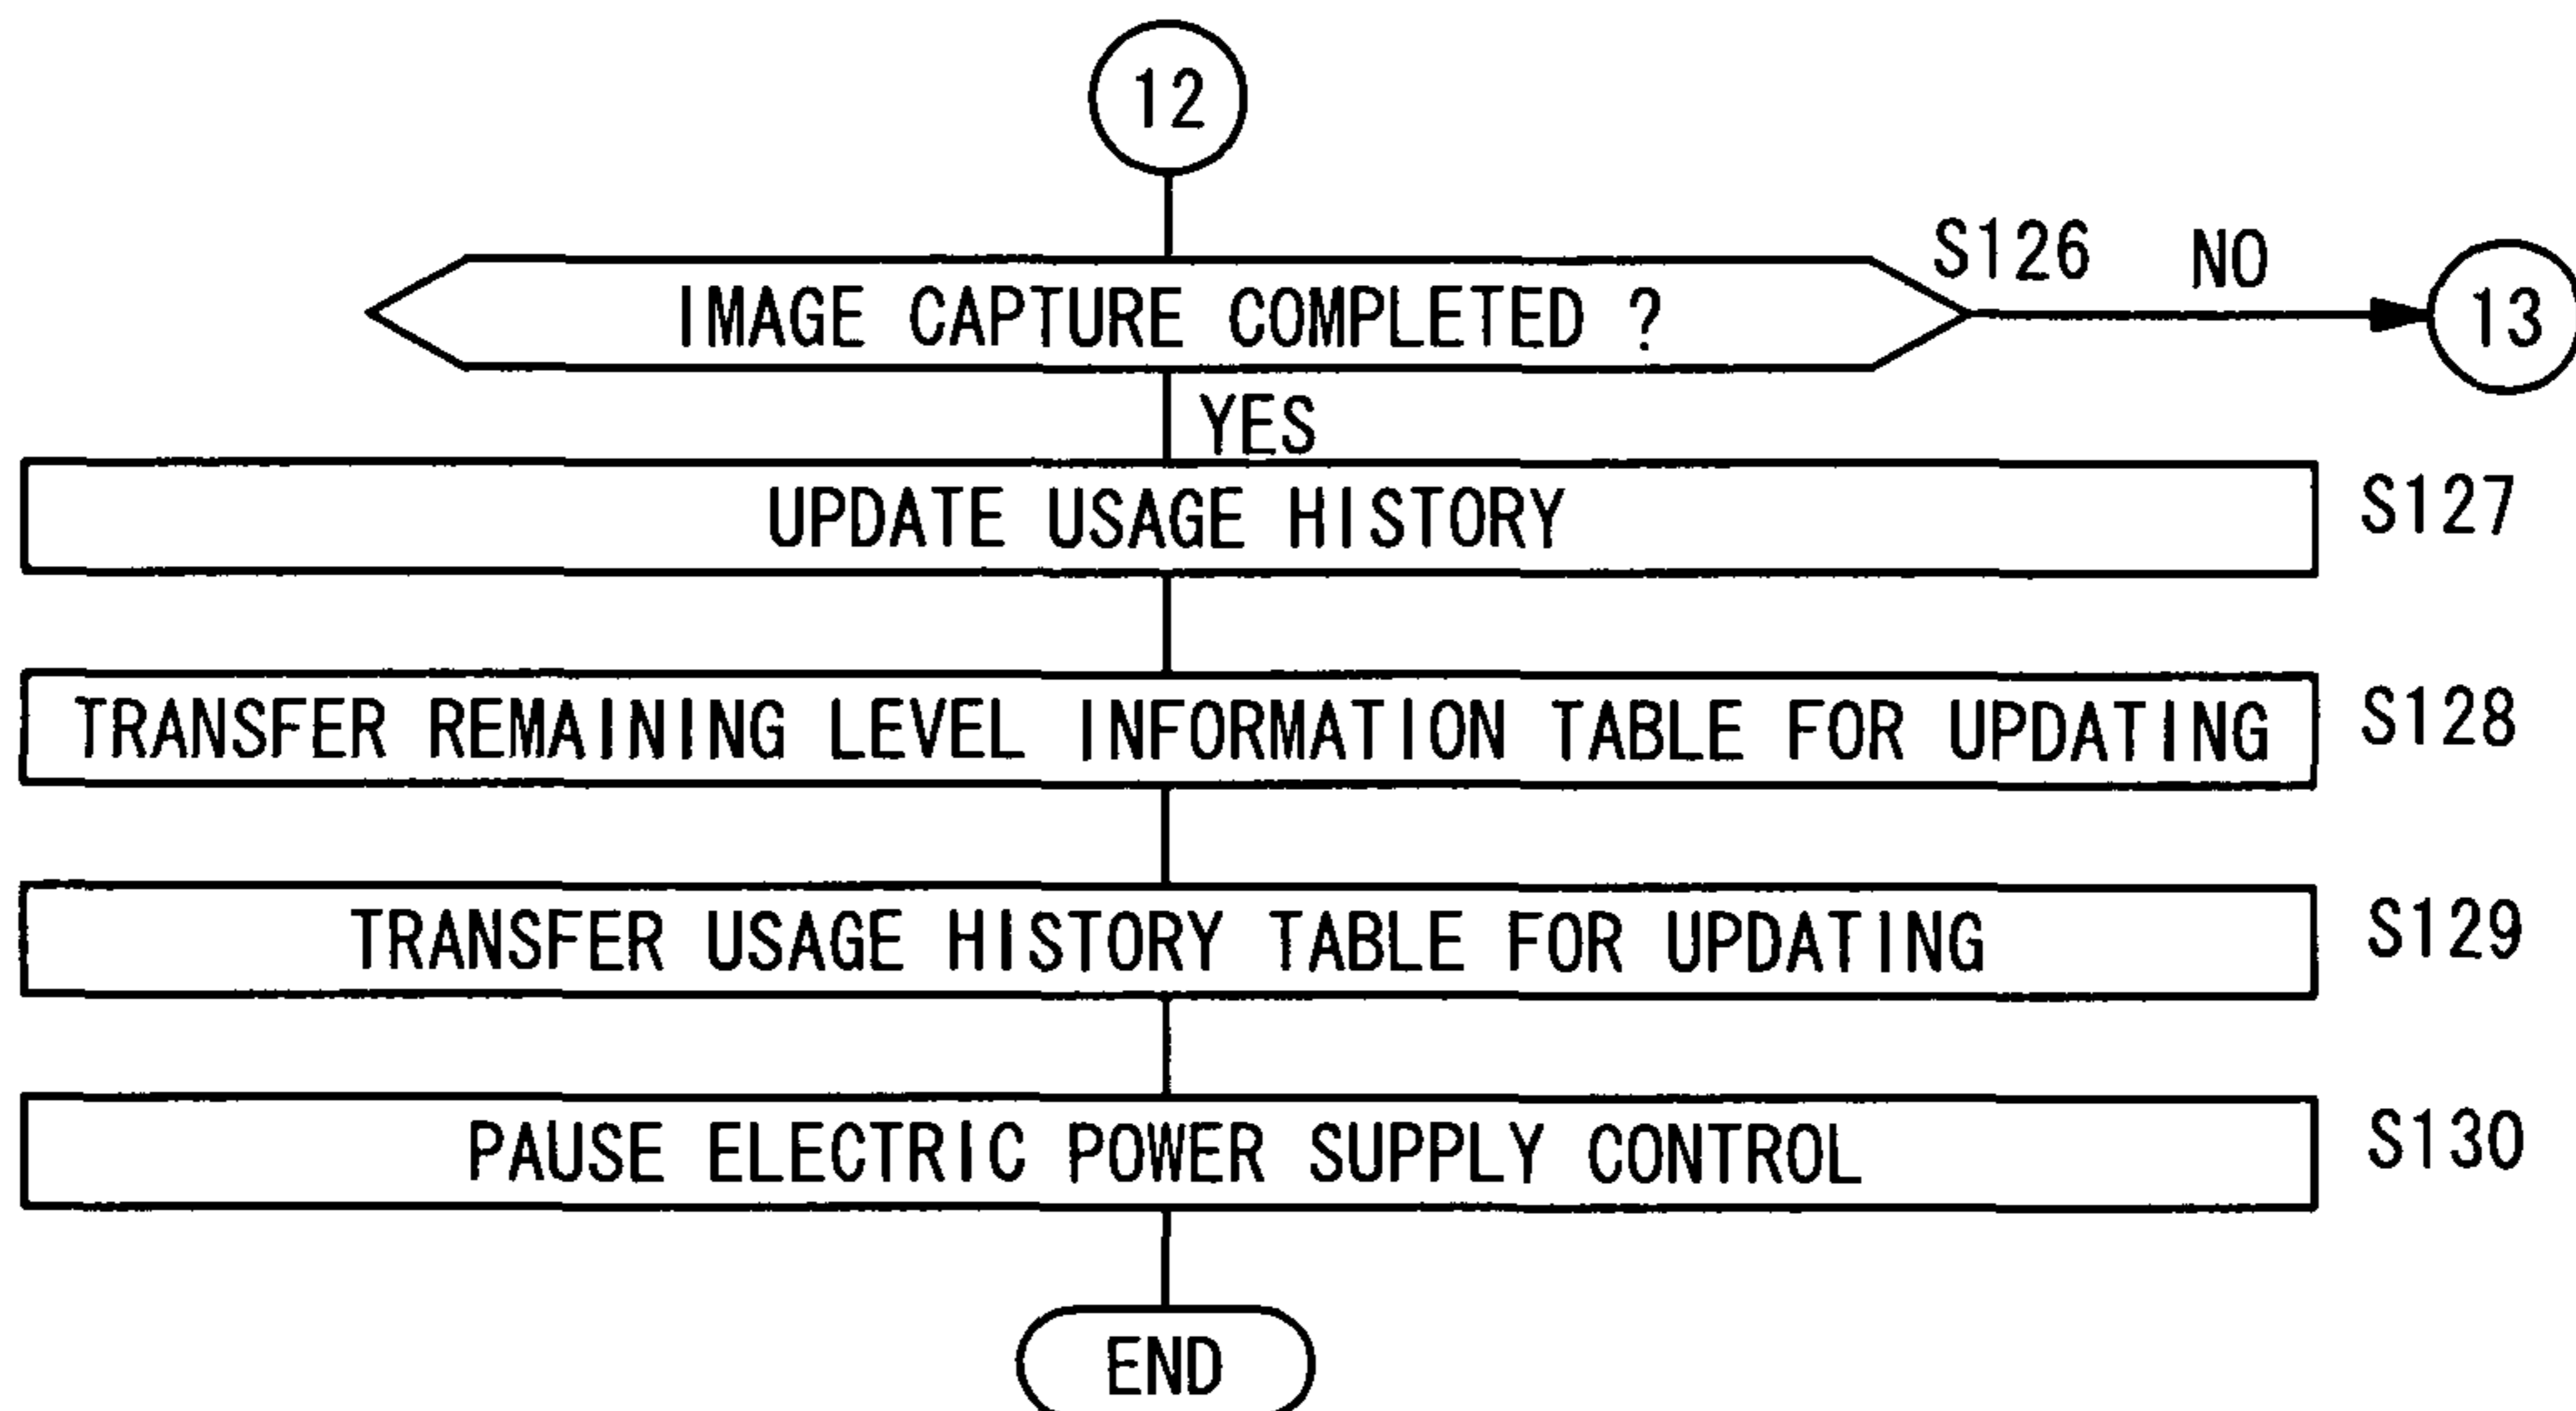 12
S126 NO
IMAGE CAPTURE COMPLETED ?
13
YES
UPDATE USAGE HISTORY
S127
TRANSFER REMAINING LEVEL INFORMATION TABLE FOR UPDATING
S128
TRANSFER USAGE HISTORY TABLE FOR UPDATING
S129
PAUSE ELECTRIC POWER SUPPLY CONTROL
S130
END